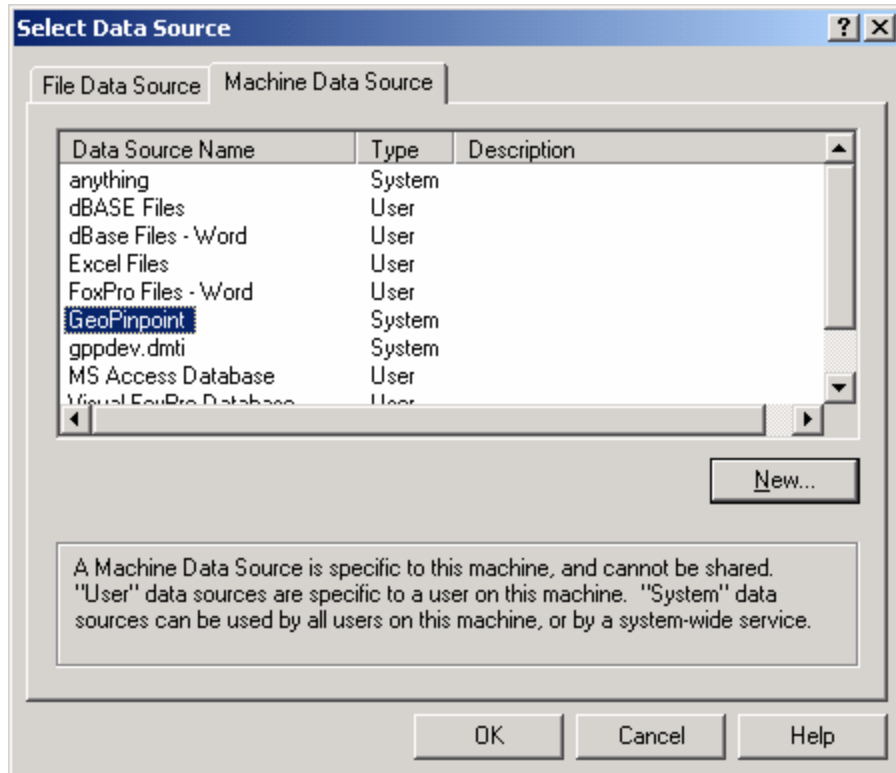 Select Data Source
File Data Source Machine Data Source
Data Source Name Type Description
anything System
dBASE Files User
dBase Files - Word User
Excel Files User
FoxPro Files - Word User
GeoPinpoint System
gppdev.dmti System
MS Access Database User
Visual FoxPro Database User
New...
A Machine Data Source is specific to this machine, and cannot be shared.
"User" data sources are specific to a user on this machine. "System" data
sources can be used by all users on this machine, or by a system-wide service.
OK Cancel Help